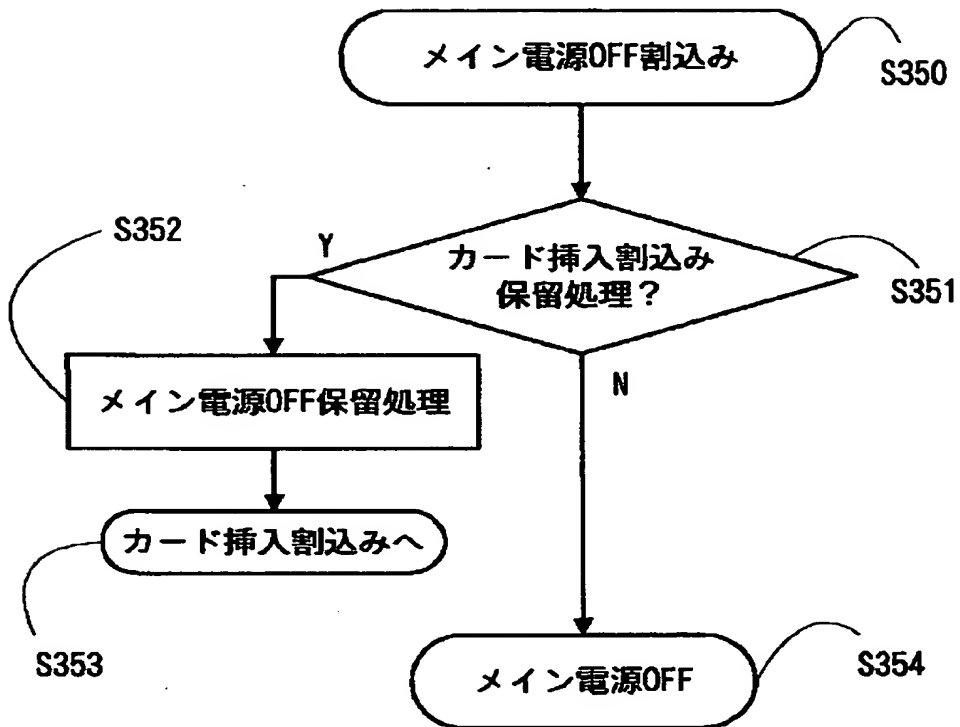 メイン電源OFF割込み
S350
S352
Y
カード挿入割込み
保留処理?
S351
メイン電源OFF保留処理
N
カード挿入割込みへ
S353
メイン電源OFF
S354